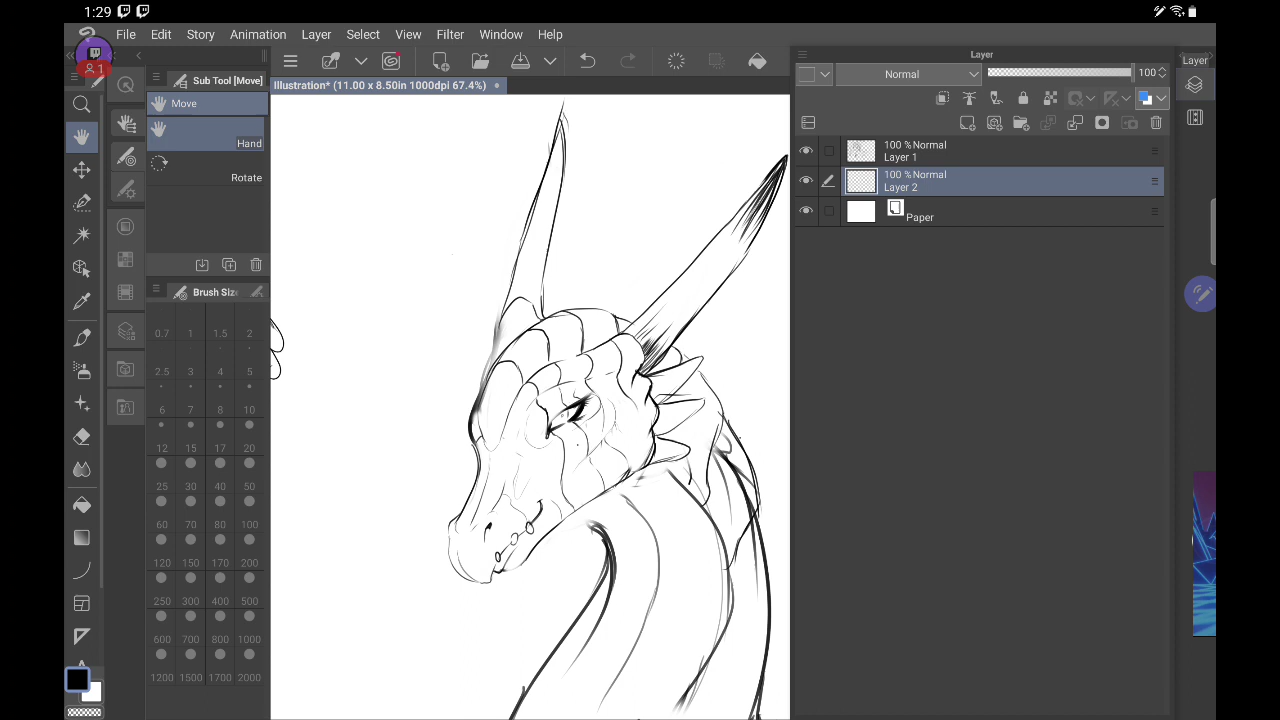 1:29
File Edit Story Animation Layer Select View Filter Window Help
1
Sub Tool [Move]
Move
Hand
Rotate
Brush Siz
0.7 1 1.5 2
2.5 3 4 5
6 7 8 10
12 15 17 20
25 30 40 50
60 70 80 100
120 150 170 200
250 300 400 500
600 700 800 1000
1200 1500 1700 2000
Illustration* (11.00 x 8.50in 1000dpi 67.4%)
Layer
Normal 100
100 %Normal
Layer 1
100 %Normal
Layer 2
Paper
Layer